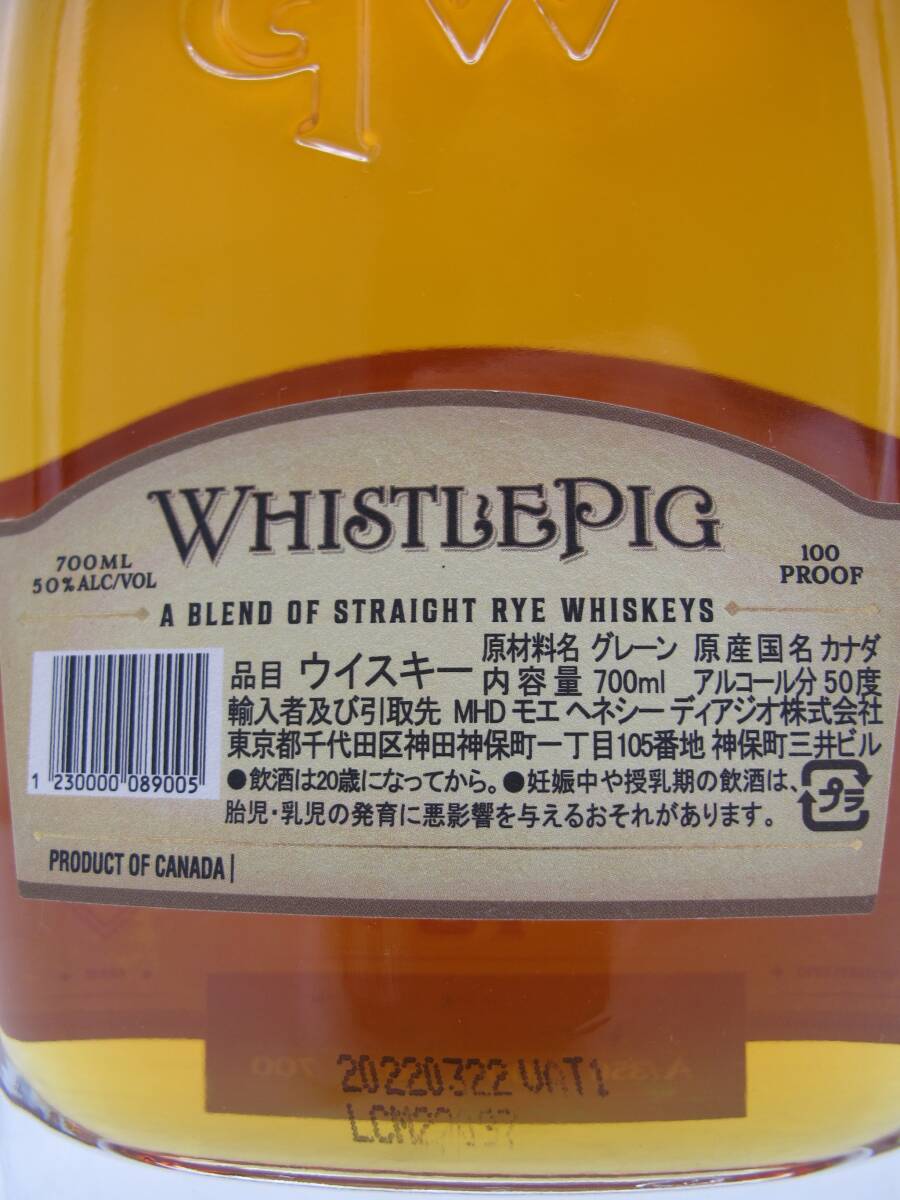 WHISTLEPIG
700ML
50% ALC/VOL
100
PROOF
A BLEND OF STRAIGHT RYE WHISKEYS
品目 ウイスキー 原材料名 グレーン 原産国名 カナダ
内容量 700ml アルコール分 50度
輸入者及び引取先 MHD モエ ヘネシー ディアジオ株式会社
東京都千代田区神田神保町一丁目105番地 神保町三井ビル
●飲酒は20歳になってから。●妊娠中や授乳期の飲酒は、
胎児・乳児の発育に悪影響を与えるおそれがあります。
プラ
1 230000 089005
PRODUCT OF CANADA|
700
20220322 VAT1